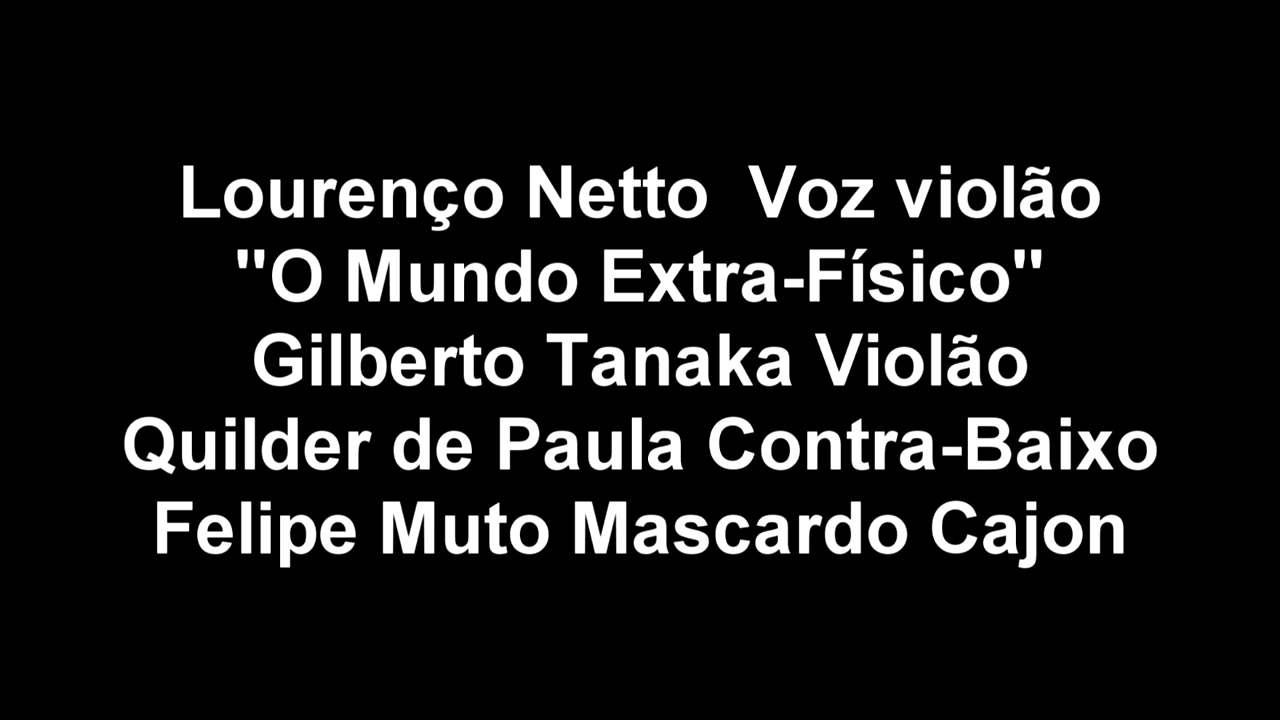 Lourenço Netto  Voz violão
"O Mundo Extra-Físico"
Gilberto Tanaka Violão
Quilder de Paula Contra-Baixo
Felipe Muto Mascardo Cajon